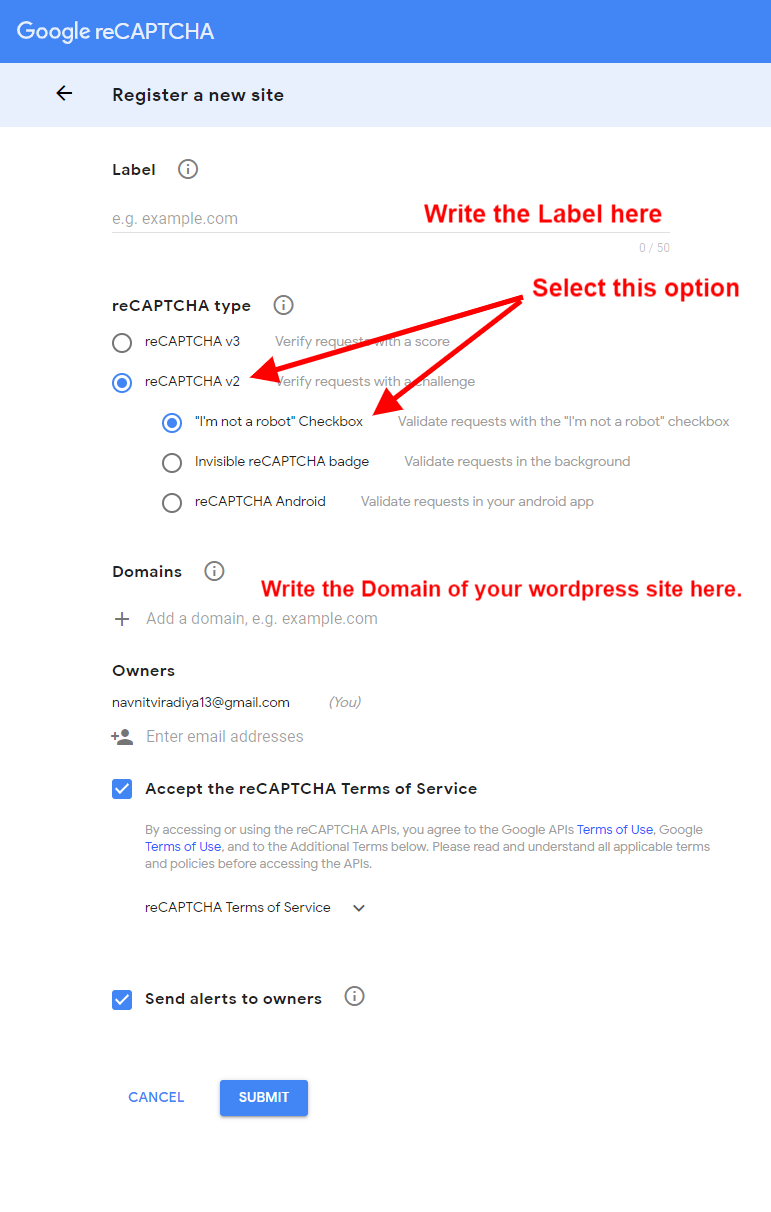 Google reCAPTCHA
Register a new site
Label
e.g. example.com
Write the Label here
0 / 50
Select this option
reCAPTCHA type
reCAPTCHA v3 Verify requests with a score
reCAPTCHA v2 Verify requests with a challenge
"I'm not a robot" Checkbox Validate requests with the "I'm not a robot" checkbox
Invisible reCAPTCHA badge Validate requests in the background
reCAPTCHA Android Validate requests in your android app
Domains
Write the Domain of your wordpress site here.
Add a domain, e.g. example.com
Owners
navnitviradiya13@gmail.com (You)
Enter email addresses
Accept the reCAPTCHA Terms of Service
By accessing or using the reCAPTCHA APIs, you agree to the Google APIs Terms of Use, Google
Terms of Use, and to the Additional Terms below. Please read and understand all applicable terms
and policies before accessing the APIs.
reCAPTCHA Terms of Service
Send alerts to owners
CANCEL SUBMIT